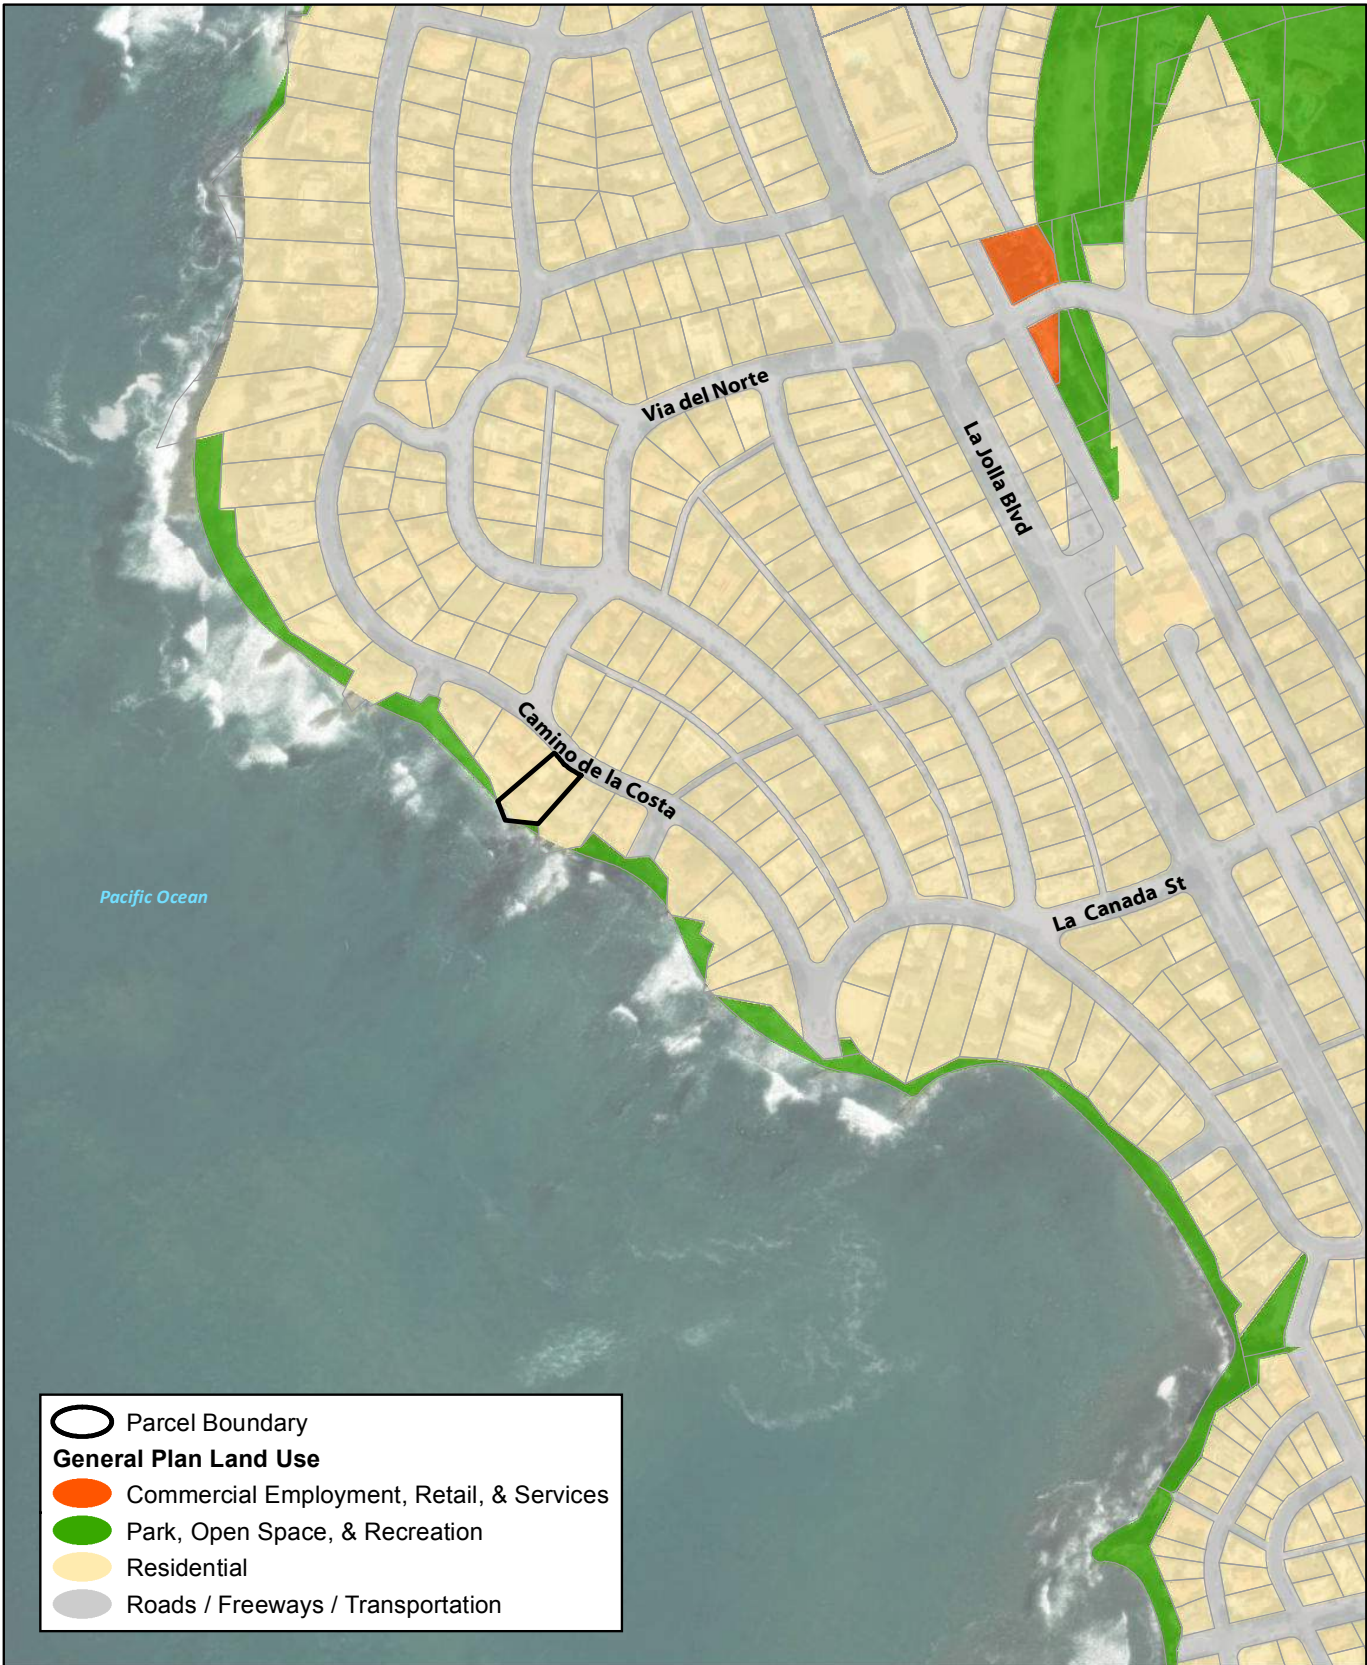 Via del Norte
La Jolla Blvd
Camino de la Costa
La Canada St
Pacific Ocean
Parcel Boundary
General Plan Land Use
Commercial Employment, Retail, & Services
Park, Open Space, & Recreation
Residential
Roads / Freeways / Transportation